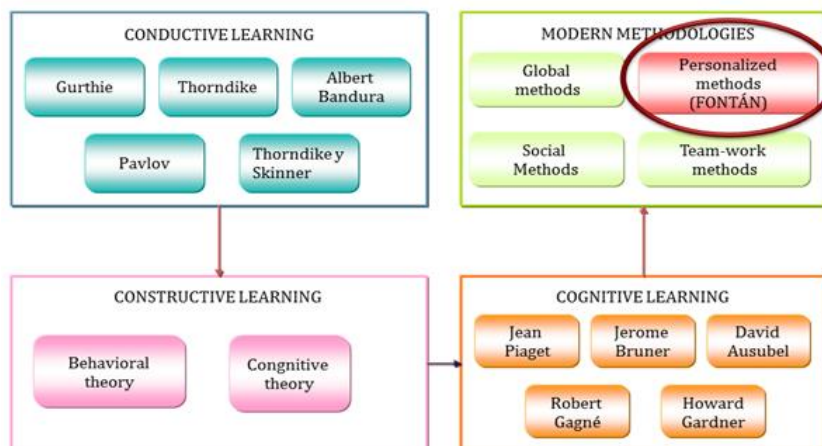 CONDUCTIVE LEARNING
Gurthie
Thorndike
Albert
Bandura
Pavlov
Thorndike y
Skinner
MODERN METHODOLOGIES
Global
methods
Personalized
methods
(FONTÁN)
Social
Methods
Team-work
methods
CONSTRUCTIVE LEARNING
Behavioral
theory
Congnitive
theory
COGNITIVE LEARNING
Jean
Piaget
Jerome
Bruner
David
Ausubel
Robert
Gagné
Howard
Gardner